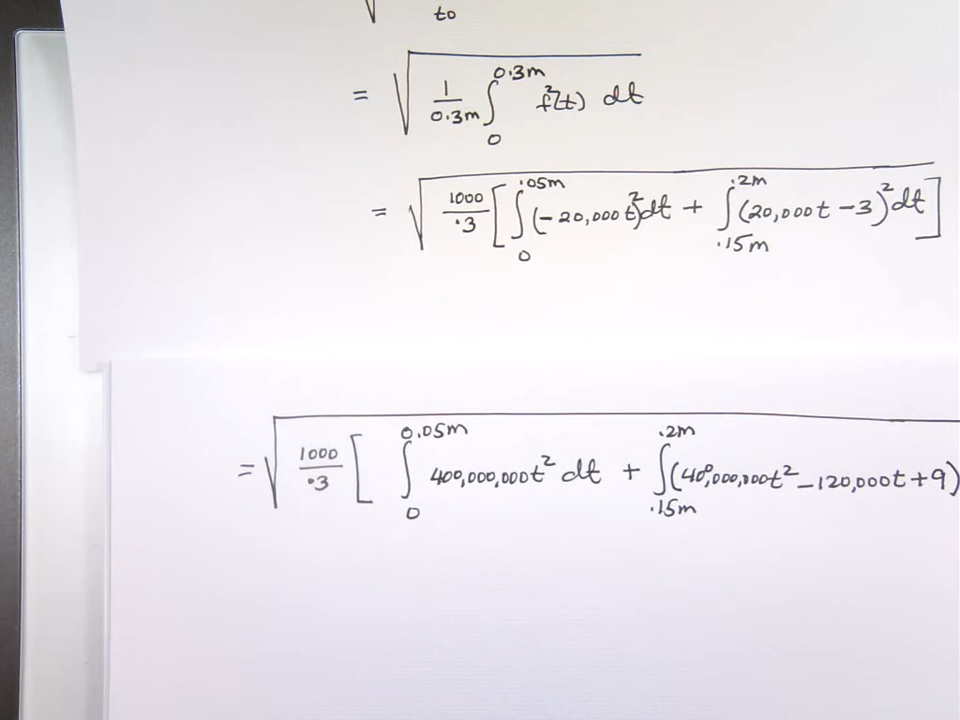 √ to
= √ 1/0.3m ∫₀^0.3m f²(t) dt
= √ 1000/.3 [ ∫₀^.05m (-20,000t)² dt + ∫_.15m^.2m (20,000t - 3)² dt ]
= √ 1000/.3 [ ∫₀^0.05m 400,000,000t² dt + ∫_.15m^.2m (400,000,000t² - 120,000t + 9)